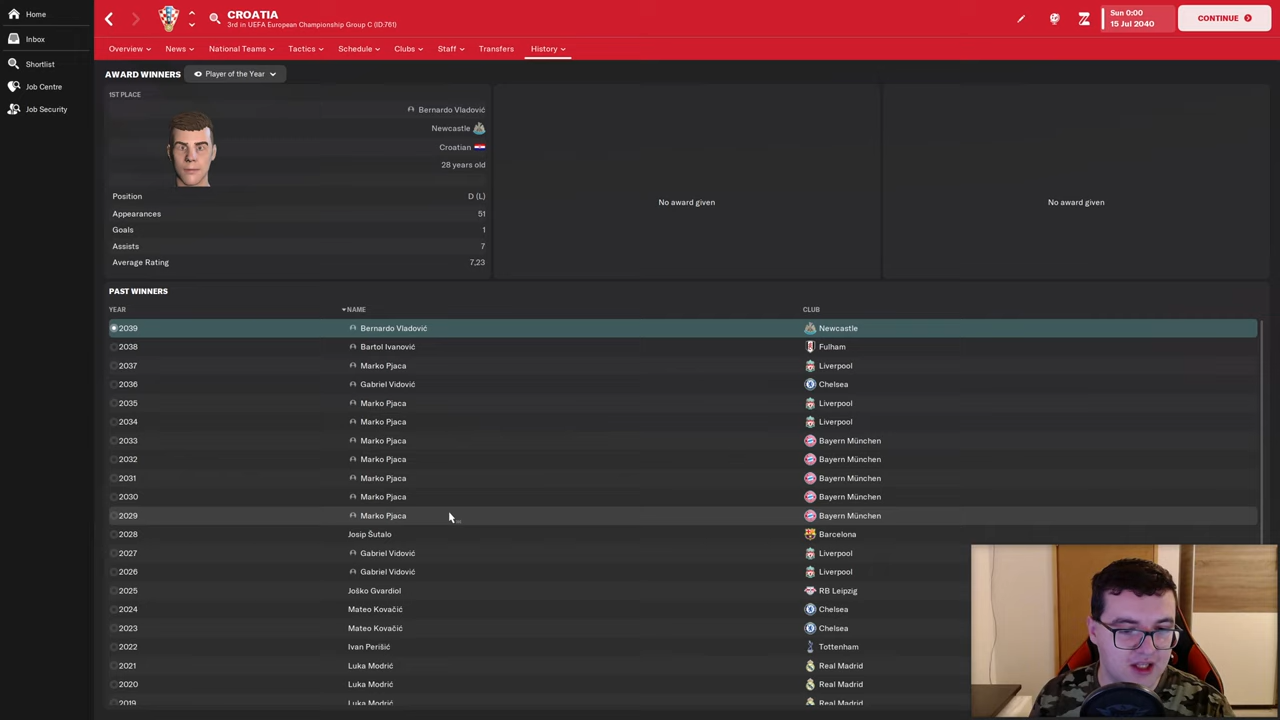 Home
Inbox
Shortlist
Job Centre
Job Security
CROATIA
3rd in UEFA European Championship Group C (ID:761)
Sun 0:00
15 Jul 2040
CONTINUE
Overview
News
National Teams
Tactics
Schedule
Clubs
Staff
Transfers
History
AWARD WINNERS
Player of the Year
1ST PLACE
Bernardo Vladović
Newcastle
Croatian
28 years old
Position D (L)
Appearances 51
Goals 1
Assists 7
Average Rating 7,23
No award given
No award given
PAST WINNERS
YEAR NAME CLUB
2039 Bernardo Vladović Newcastle
2038 Bartol Ivanović Fulham
2037 Marko Pjaca Liverpool
2036 Gabriel Vidović Chelsea
2035 Marko Pjaca Liverpool
2034 Marko Pjaca Liverpool
2033 Marko Pjaca Bayern München
2032 Marko Pjaca Bayern München
2031 Marko Pjaca Bayern München
2030 Marko Pjaca Bayern München
2029 Marko Pjaca Bayern München
2028 Josip Šutalo Barcelona
2027 Gabriel Vidović Liverpool
2026 Gabriel Vidović Liverpool
2025 Joško Gvardiol RB Leipzig
2024 Mateo Kovačić Chelsea
2023 Mateo Kovačić Chelsea
2022 Ivan Perišić Tottenham
2021 Luka Modrić Real Madrid
2020 Luka Modrić Real Madrid
2019 Luka Modrić Real Madrid